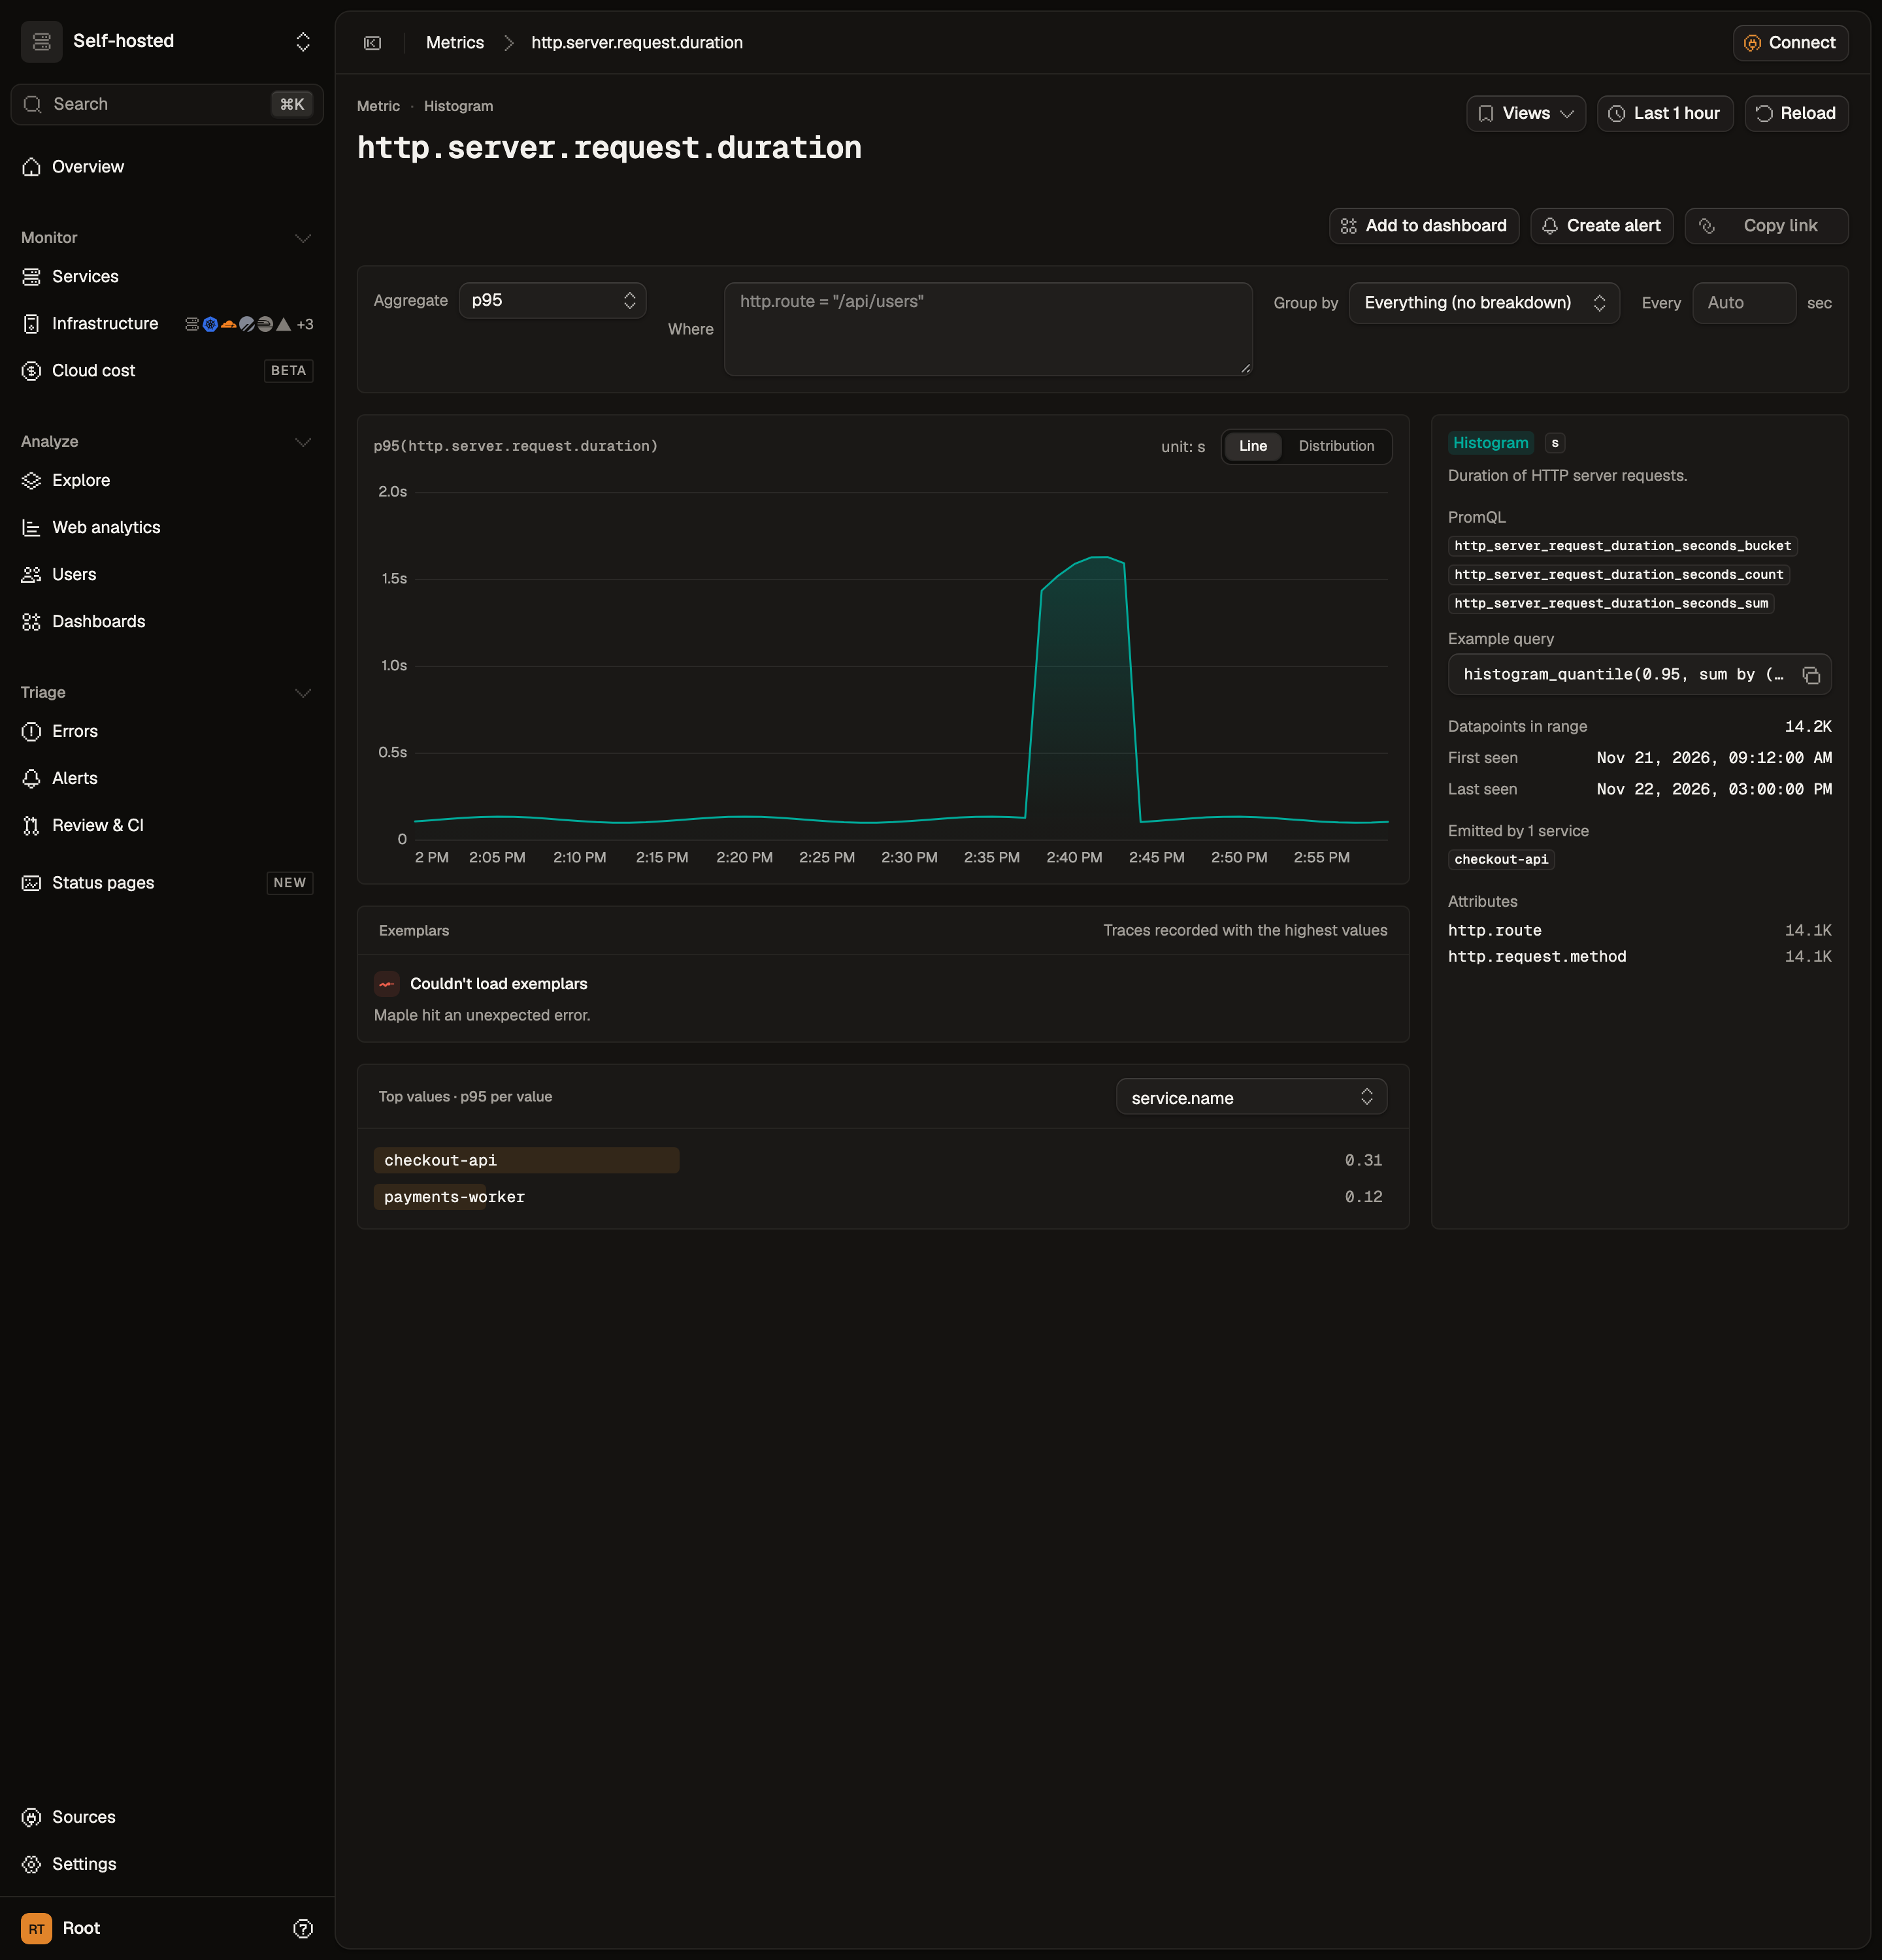 Self-hosted
Search ⌘K
Overview
Monitor
Services
Infrastructure +3
Cloud cost BETA
Analyze
Explore
Web analytics
Users
Dashboards
Triage
Errors
Alerts
Review & CI
Status pages NEW
Sources
Settings
RT Root
Metrics http.server.request.duration
Connect
Metric · Histogram
http.server.request.duration
Views Last 1 hour Reload
Add to dashboard Create alert Copy link
Aggregate p95
Where http.route = "/api/users"
Group by Everything (no breakdown)
Every Auto sec
p95(http.server.request.duration)
unit: s Line Distribution
2.0s
1.5s
1.0s
0.5s
0
2 PM 2:05 PM 2:10 PM 2:15 PM 2:20 PM 2:25 PM 2:30 PM 2:35 PM 2:40 PM 2:45 PM 2:50 PM 2:55 PM
Exemplars Traces recorded with the highest values
Couldn't load exemplars
Maple hit an unexpected error.
Top values · p95 per value service.name
checkout-api 0.31
payments-worker 0.12
Histogram s
Duration of HTTP server requests.
PromQL
http_server_request_duration_seconds_bucket
http_server_request_duration_seconds_count
http_server_request_duration_seconds_sum
Example query
histogram_quantile(0.95, sum by (…
Datapoints in range 14.2K
First seen Nov 21, 2026, 09:12:00 AM
Last seen Nov 22, 2026, 03:00:00 PM
Emitted by 1 service
checkout-api
Attributes
http.route 14.1K
http.request.method 14.1K